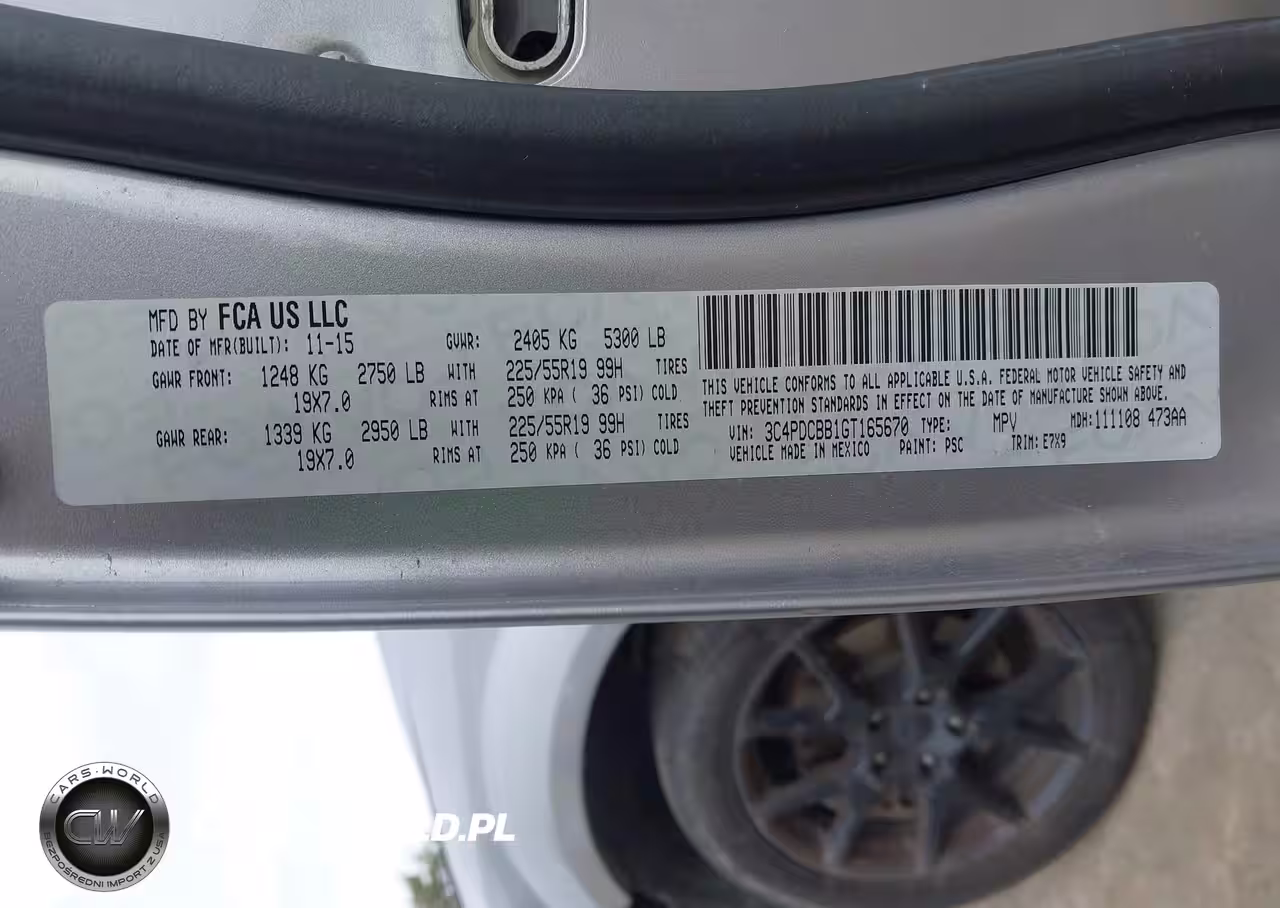 MFD BY FCA US LLC
DATE OF MFR(BUILT): 11-15 GVWR: 2405 KG 5300 LB
GAWR FRONT: 1248 KG 2750 LB WITH 225/55R19 99H TIRES
19X7.0 RIMS AT 250 KPA ( 36 PSI) COLD
GAWR REAR: 1339 KG 2950 LB WITH 225/55R19 99H TIRES
19X7.0 RIMS AT 250 KPA ( 36 PSI) COLD
THIS VEHICLE CONFORMS TO ALL APPLICABLE U.S.A. FEDERAL MOTOR VEHICLE SAFETY AND
THEFT PREVENTION STANDARDS IN EFFECT ON THE DATE OF MANUFACTURE SHOWN ABOVE.
VIN: 3C4PDCBB1GT165670 TYPE: MPV MDH:111108 473AA
VEHICLE MADE IN MEXICO PAINT: PSC TRIM: E7X9
CARS-WORLD
CW
BEZPOŚREDNI IMPORT Z USA
D.PL